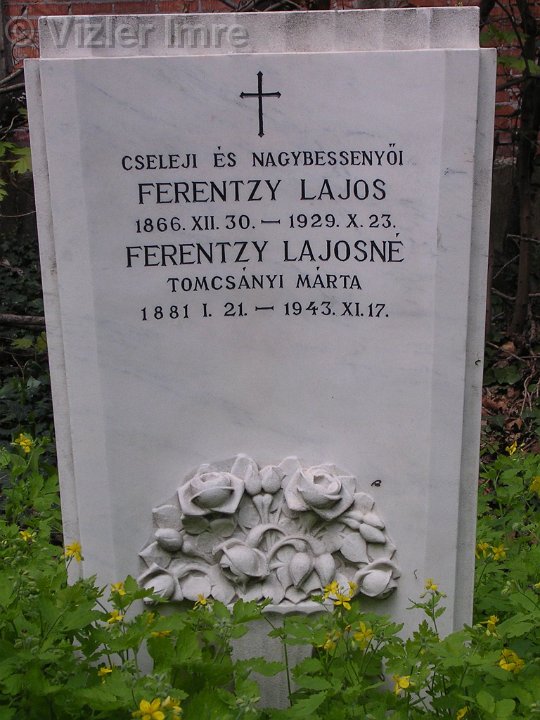 © Vizler Imre
CSELEJI ÉS NAGYBESSENYŐI
FERENTZY LAJOS
1866. XII. 30. — 1929. X. 23.
FERENTZY LAJOSNÉ
TOMCSÁNYI MÁRTA
1881 I. 21. — 1943. XI. 17.